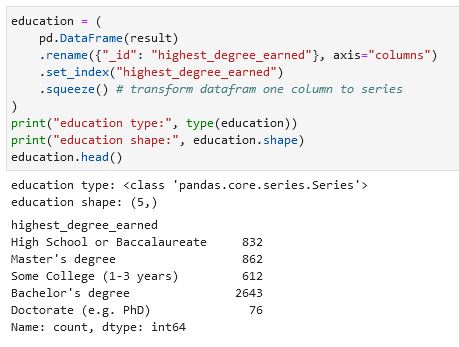 education = (
    pd.DataFrame(result)
    .rename({"_id": "highest_degree_earned"}, axis="columns")
    .set_index("highest_degree_earned")
    .squeeze() # transform datafram one column to series
)
print("education type:", type(education))
print("education shape:", education.shape)
education.head()
education type: <class 'pandas.core.series.Series'>
education shape: (5,)
highest_degree_earned
High School or Baccalaureate     832
Master's degree                  862
Some College (1-3 years)         612
Bachelor's degree               2643
Doctorate (e.g. PhD)              76
Name: count, dtype: int64